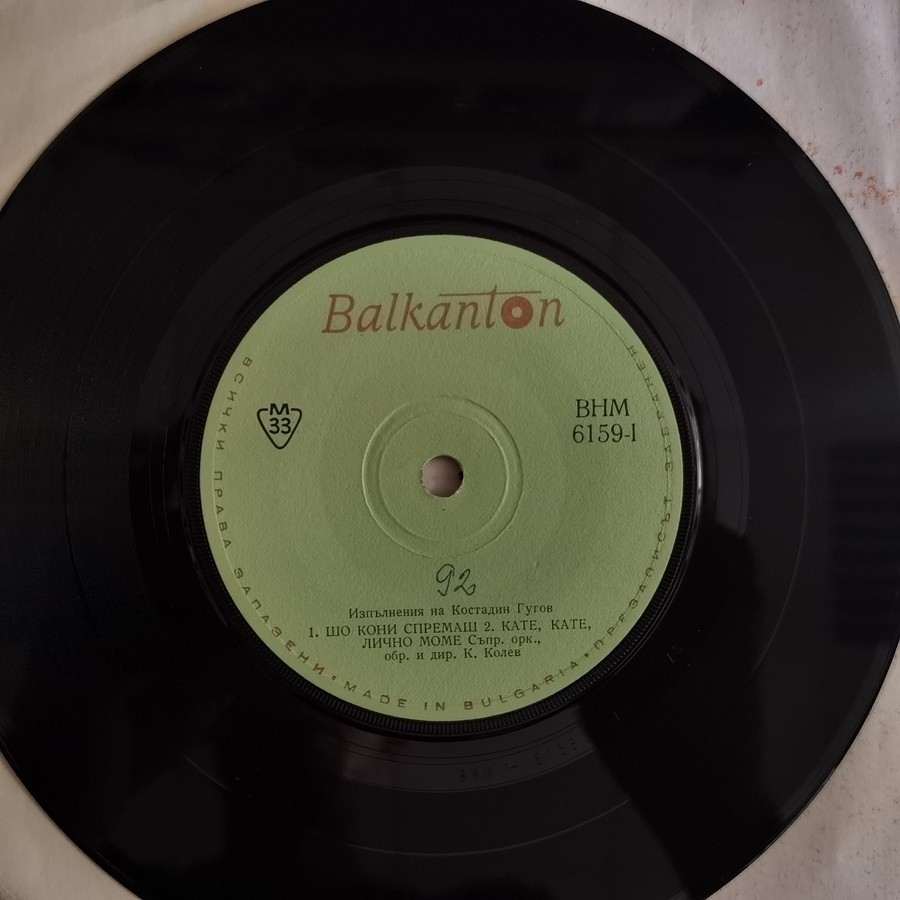 Balkanton
М
33
ВНМ
6159-I
92
Изпълнения на Костадин Гугов
1. ШО КОНИ СПРЕМАШ 2. КАТЕ, КАТЕ,
ЛИЧНО МОМЕ Съпр. орк.,
обр. и дир. К. Колев
ВСИЧКИ ПРАВА ЗАПАЗЕНИ • MADE IN BULGARIA • ПРЕЗАПИСЪТ ЗАБРАНЕН